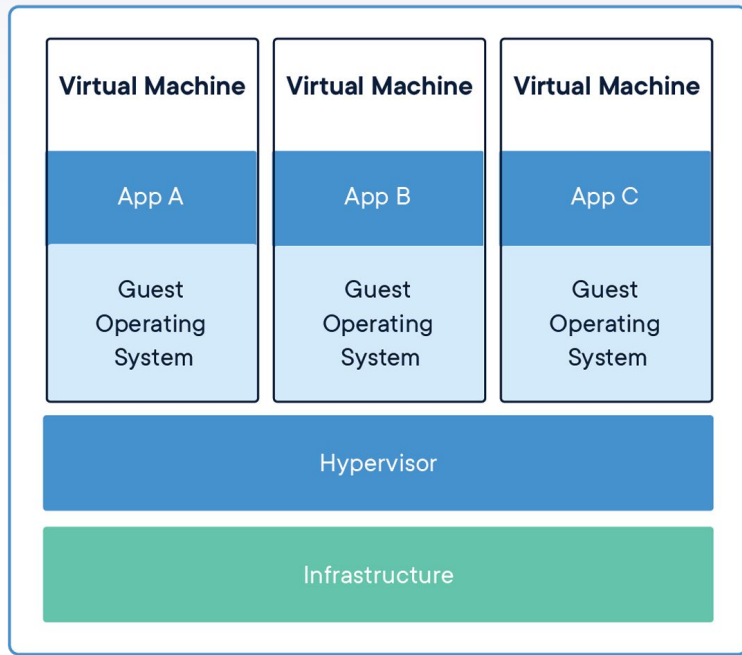 Virtual Machine
Virtual Machine
Virtual Machine
App A
App B
App C
Guest
Operating
System
Guest
Operating
System
Guest
Operating
System
Hypervisor
Infrastructure